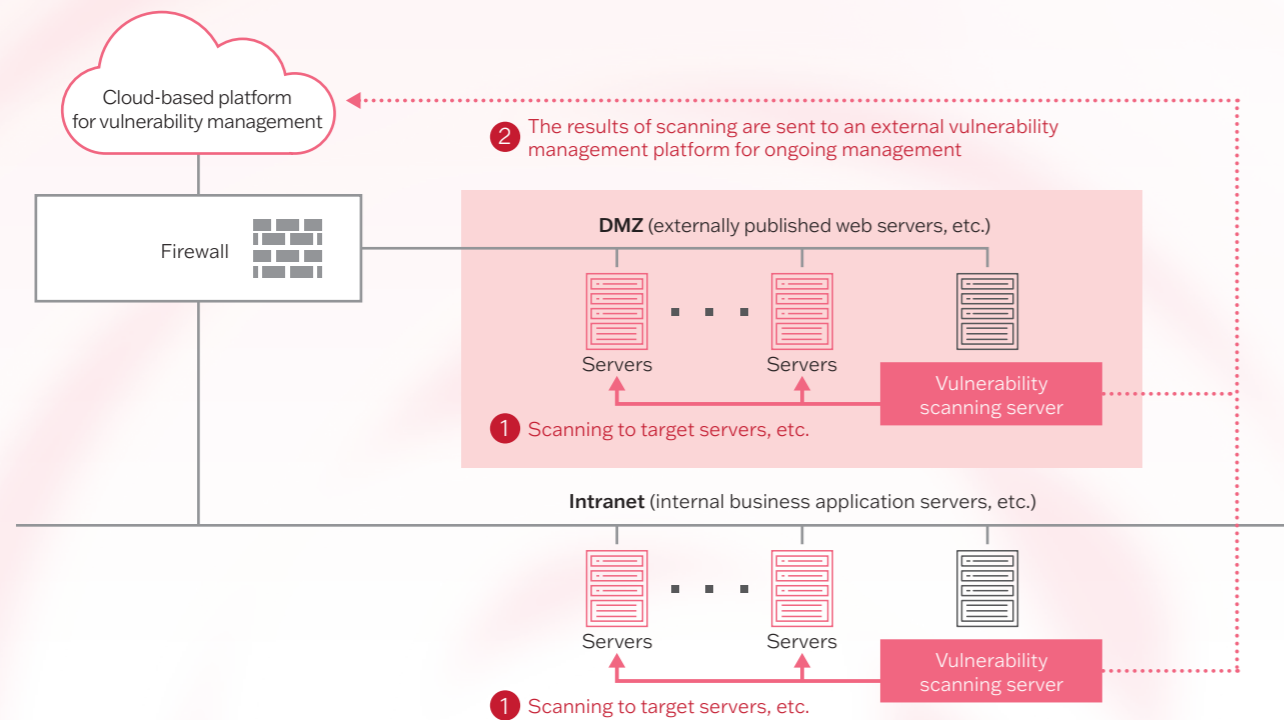 Cloud-based platform
for vulnerability management
2 The results of scanning are sent to an external vulnerability
management platform for ongoing management
Firewall
DMZ (externally published web servers, etc.)
Servers
Servers
Vulnerability
scanning server
1 Scanning to target servers, etc.
Intranet (internal business application servers, etc.)
Servers
Servers
Vulnerability
scanning server
1 Scanning to target servers, etc.